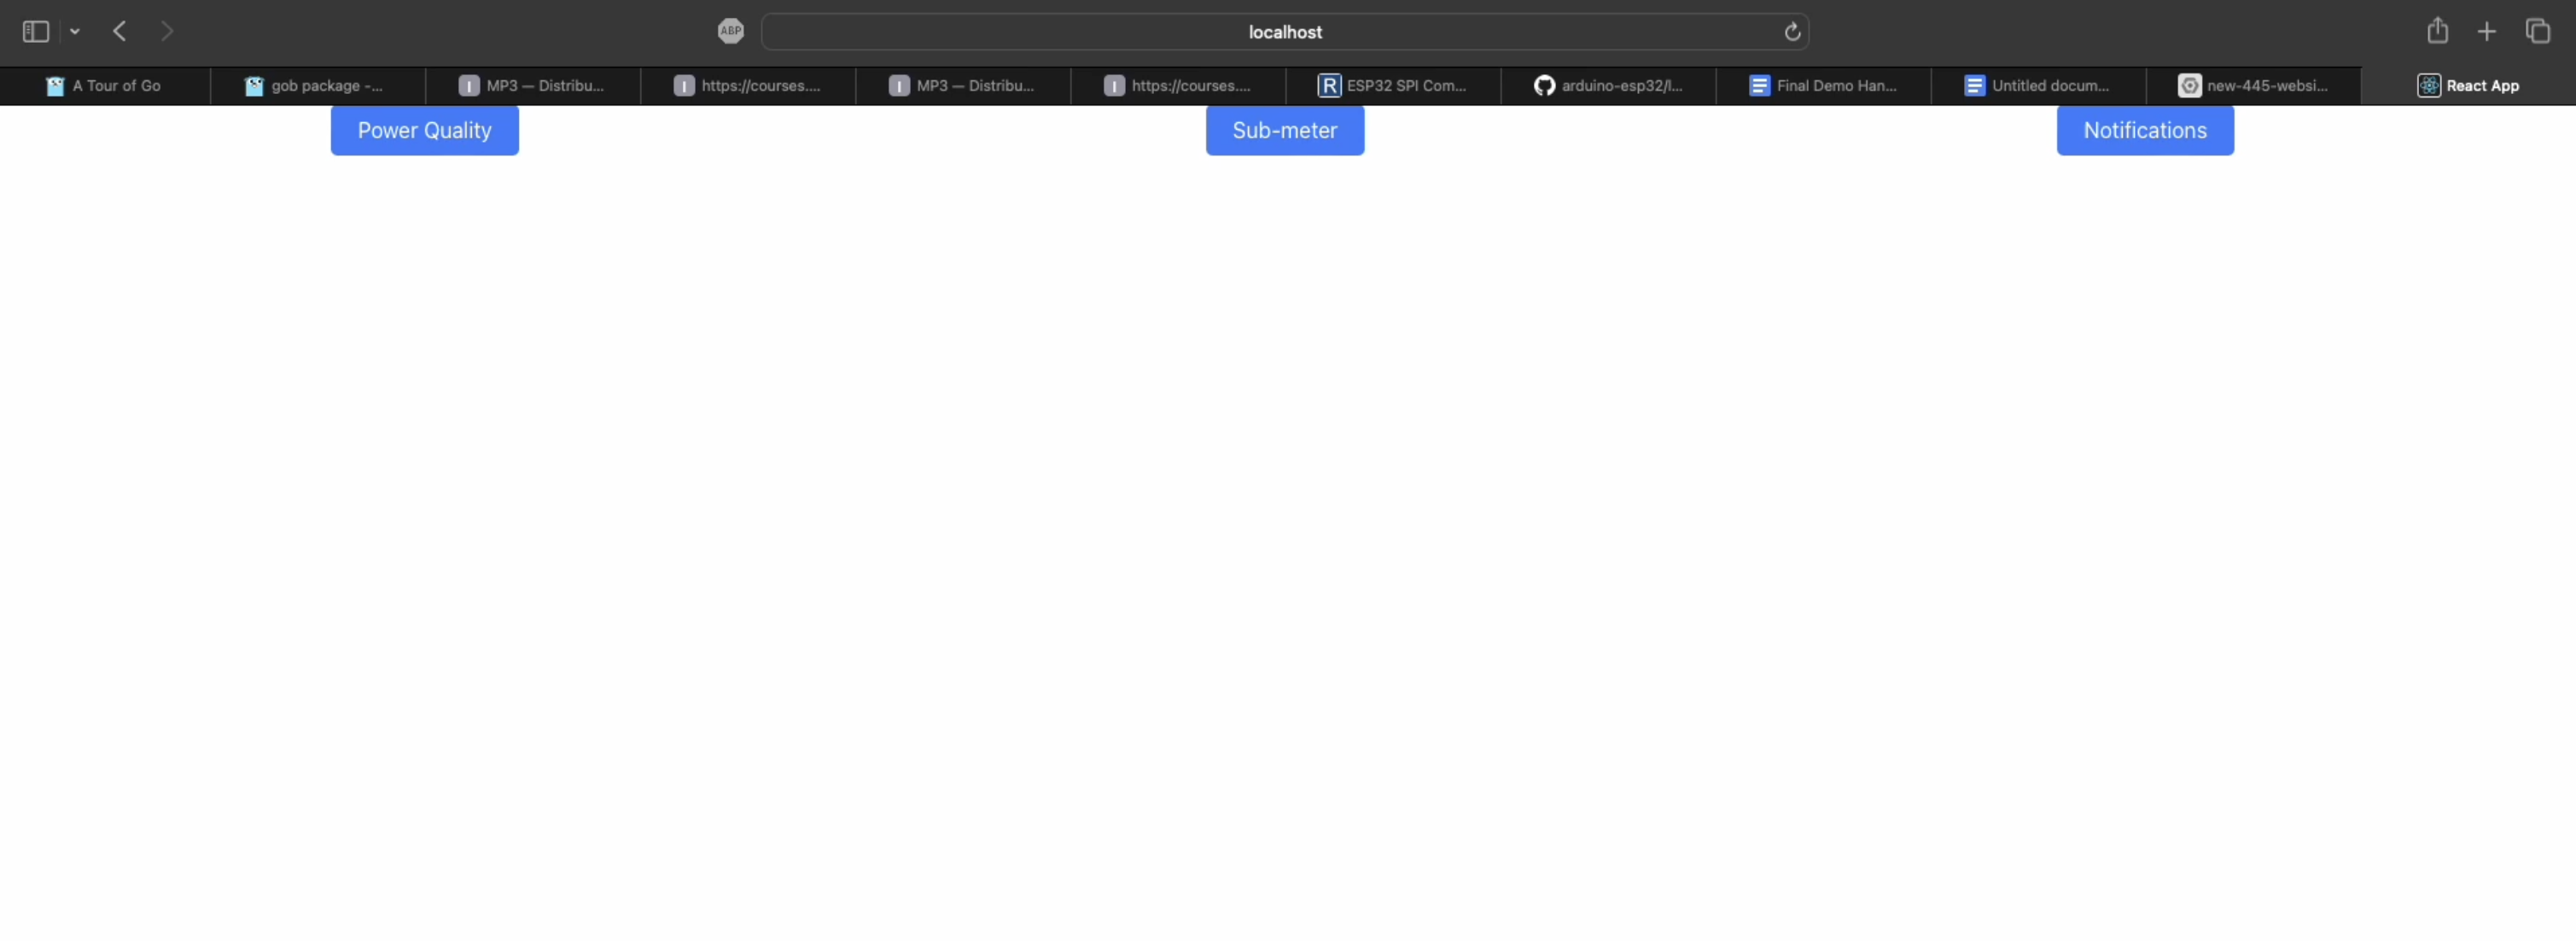 ABP
localhost
A Tour of Go
gob package -...
MP3 — Distribu...
https://courses....
MP3 — Distribu...
https://courses....
R ESP32 SPI Com...
arduino-esp32/l...
Final Demo Han...
Untitled docum...
new-445-websi...
React App
Power Quality
Sub-meter
Notifications